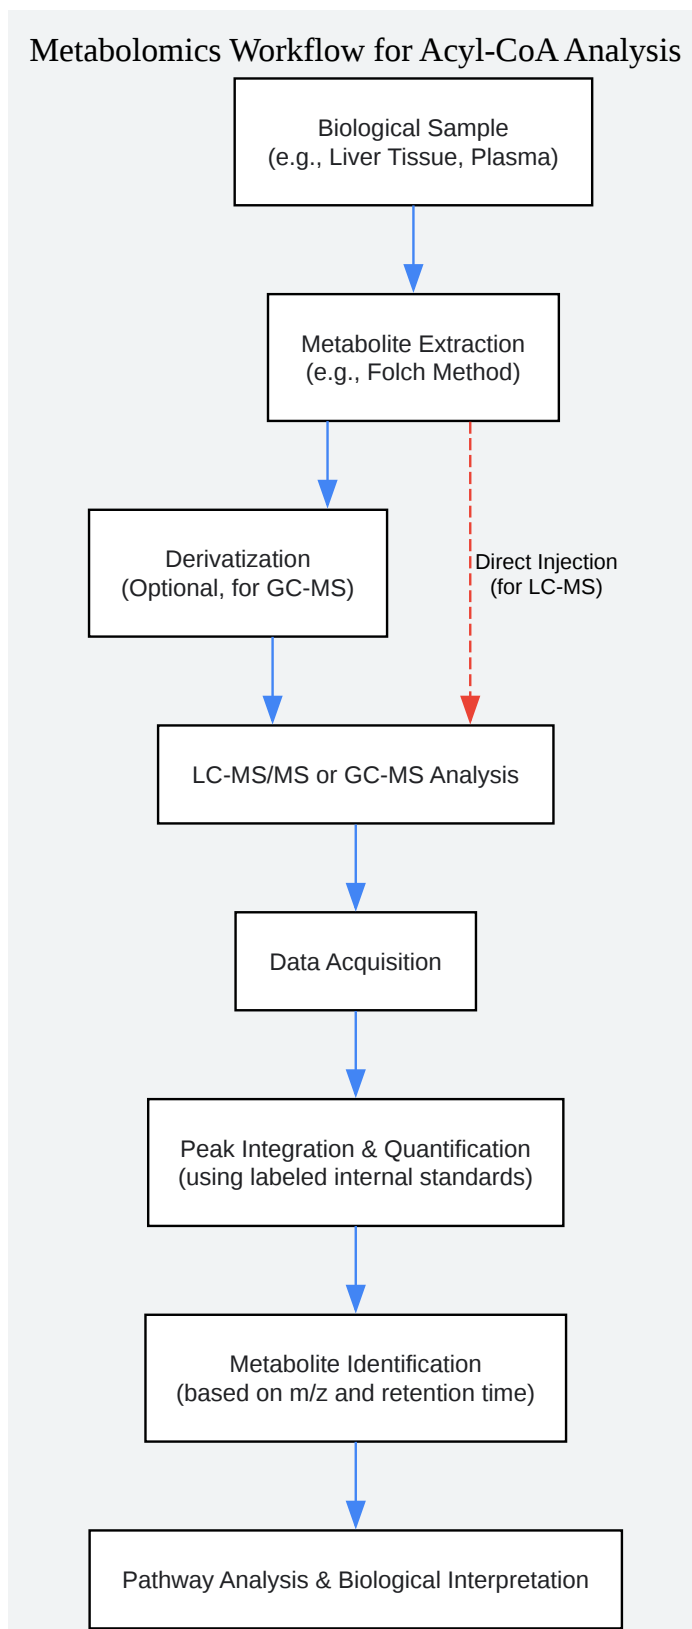 Metabolomics Workflow for Acyl-CoA Analysis
Biological Sample
(e.g., Liver Tissue, Plasma)
Metabolite Extraction
(e.g., Folch Method)
Derivatization
(Optional, for GC-MS)
Direct Injection
(for LC-MS)
LC-MS/MS or GC-MS Analysis
Data Acquisition
Peak Integration & Quantification
(using labeled internal standards)
Metabolite Identification
(based on m/z and retention time)
Pathway Analysis & Biological Interpretation